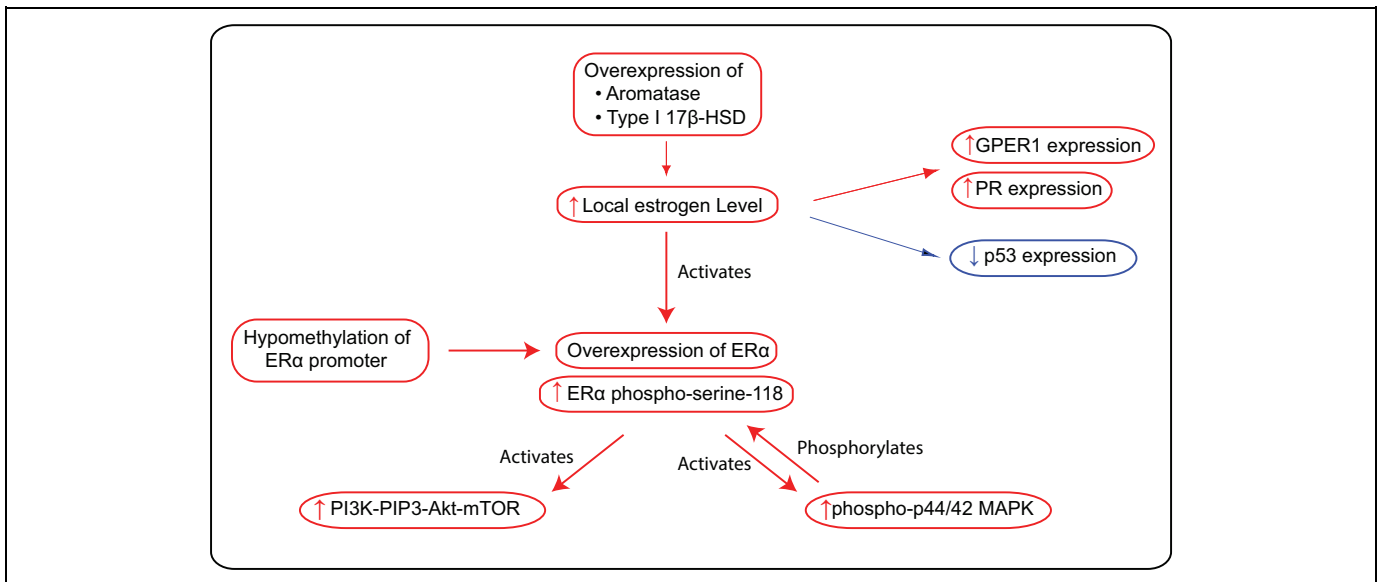 Overexpression of
• Aromatase
• Type I 17β-HSD
↑GPER1 expression
↑PR expression
↑Local estrogen Level
↓ p53 expression
Activates
Hypomethylation of
ERα promoter
Overexpression of ERα
↑ ERα phospho-serine-118
Activates
Activates
Phosphorylates
↑ PI3K-PIP3-Akt-mTOR
↑phospho-p44/42 MAPK